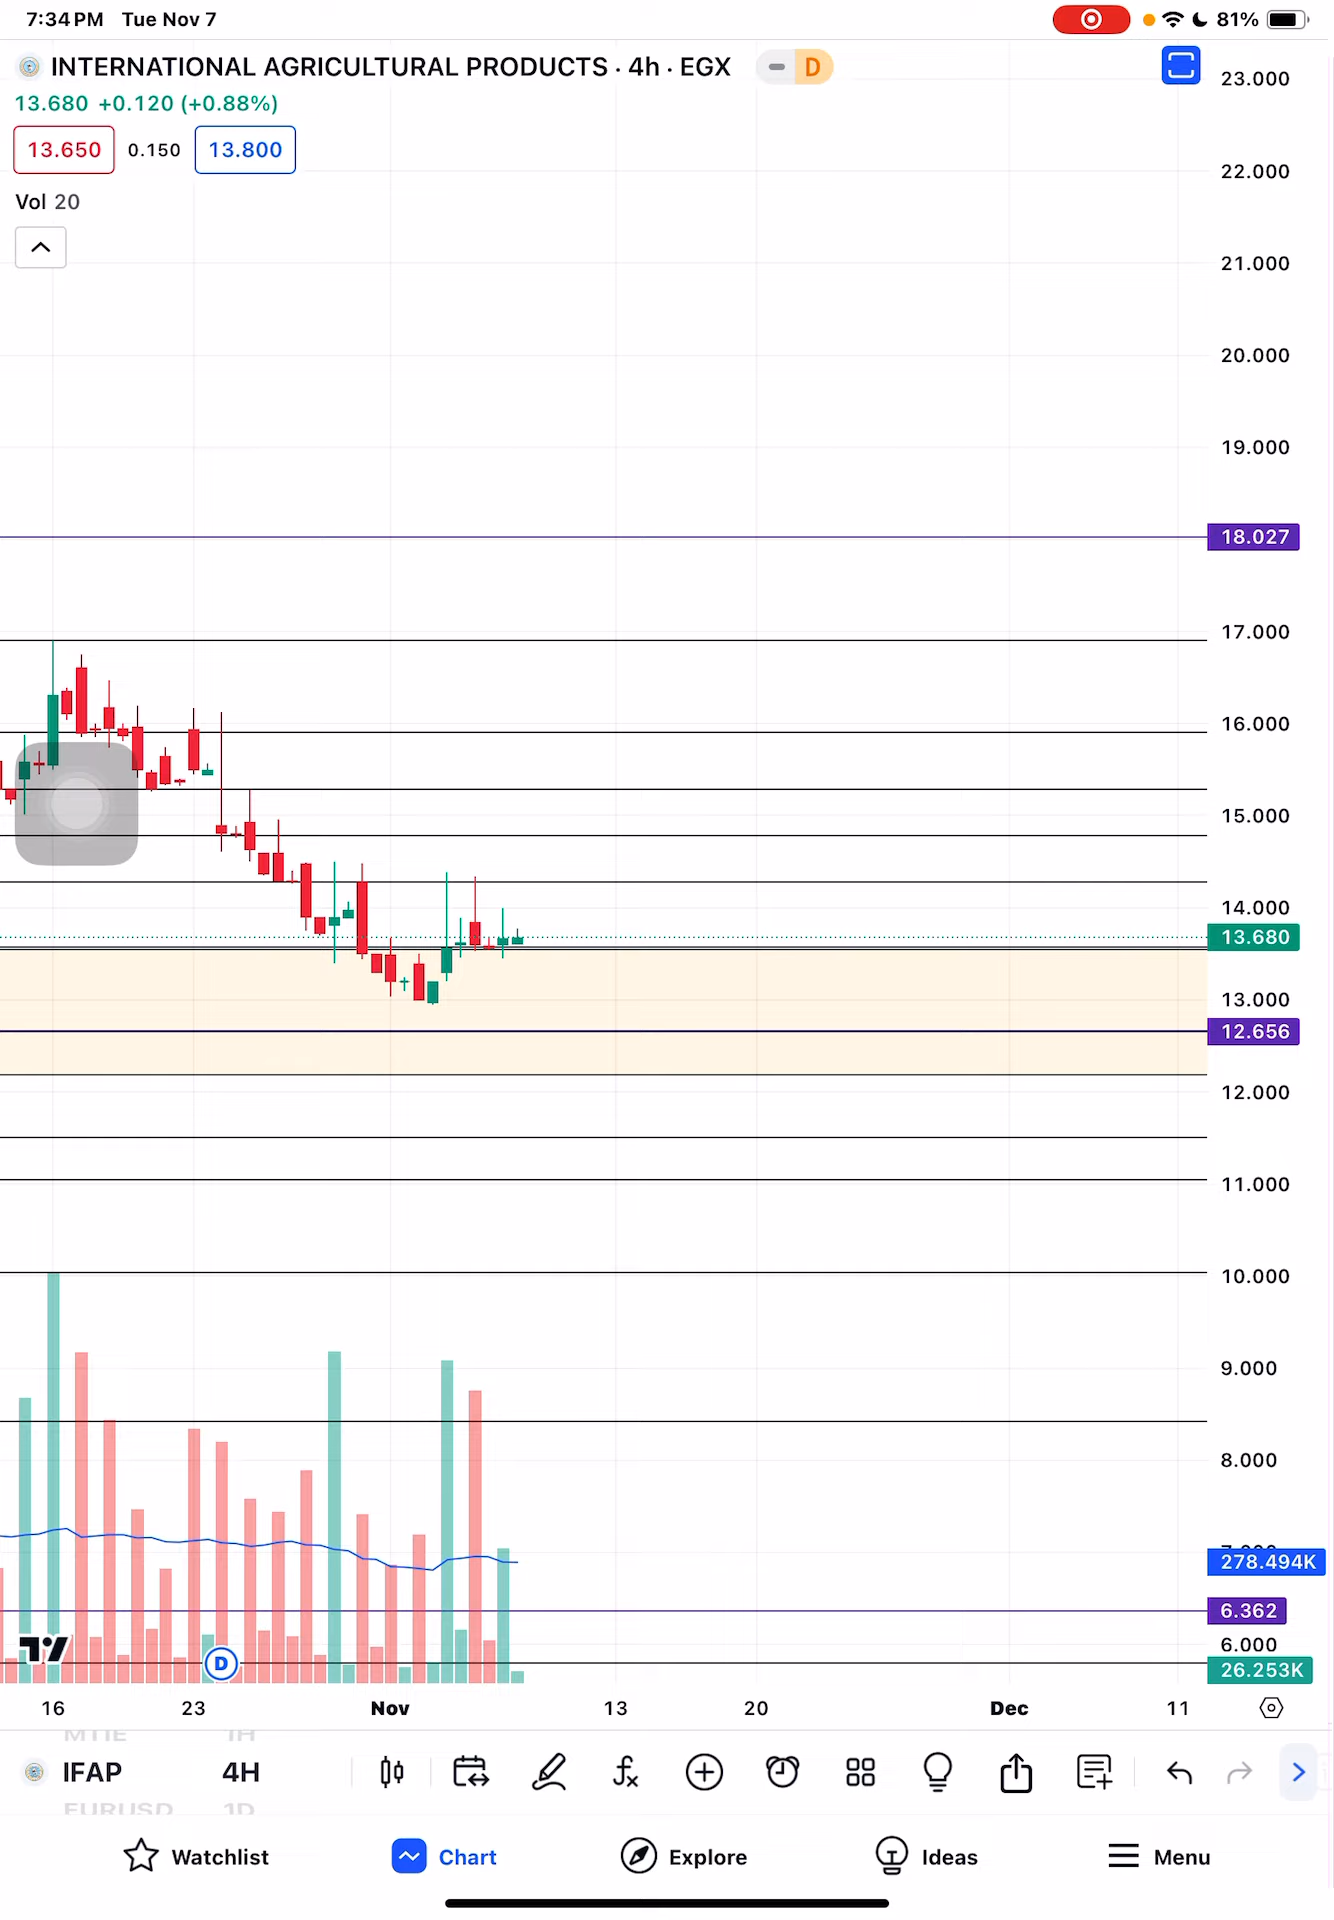 7:34 PM Tue Nov 7 81%
INTERNATIONAL AGRICULTURAL PRODUCTS · 4h · EGX D
13.680 +0.120 (+0.88%)
13.650 0.150 13.800
Vol 20
23.000
22.000
21.000
20.000
19.000
18.027
17.000
16.000
15.000
14.000
13.680
13.000
12.656
12.000
11.000
10.000
9.000
8.000
278.494K
6.362
6.000
26.253K
D
16 23 Nov 13 20 Dec 11
MTIE 1H
IFAP 4H
EURUSD 1D
Watchlist Chart Explore Ideas Menu